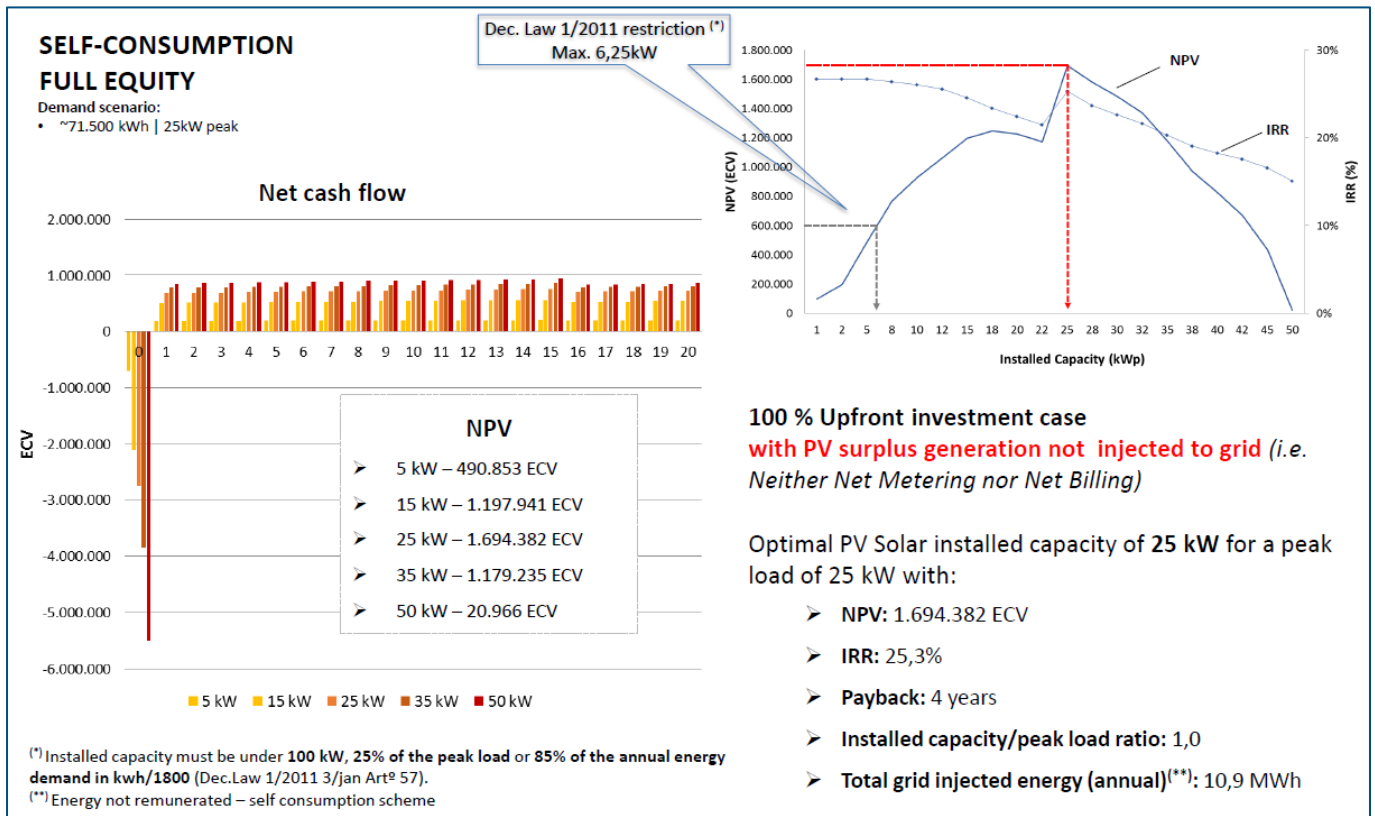 SELF-CONSUMPTION
FULL EQUITY
Demand scenario:
• ~71.500 kWh | 25kW peak
Dec. Law 1/2011 restriction (*)
Max. 6,25kW
Net cash flow
2.000.000
1.000.000
0
-1.000.000
-2.000.000
-3.000.000
-4.000.000
-5.000.000
-6.000.000
ECV
0 1 2 3 4 5 6 7 8 9 10 11 12 13 14 15 16 17 18 19 20
NPV
➢ 5 kW – 490.853 ECV
➢ 15 kW – 1.197.941 ECV
➢ 25 kW – 1.694.382 ECV
➢ 35 kW – 1.179.235 ECV
➢ 50 kW – 20.966 ECV
5 kW 15 kW 25 kW 35 kW 50 kW
(*) Installed capacity must be under 100 kW, 25% of the peak load or 85% of the annual energy
demand in kwh/1800 (Dec.Law 1/2011 3/jan Artº 57).
(**) Energy not remunerated – self consumption scheme
1.800.000
1.600.000
1.400.000
1.200.000
1.000.000
800.000
600.000
400.000
200.000
0
NPV (ECV)
30%
20%
10%
0%
IRR (%)
NPV
IRR
1 2 5 8 10 12 15 18 20 22 25 28 30 32 35 38 40 42 45 50
Installed Capacity (kWp)
100 % Upfront investment case
with PV surplus generation not injected to grid (i.e.
Neither Net Metering nor Net Billing)
Optimal PV Solar installed capacity of 25 kW for a peak
load of 25 kW with:
➢ NPV: 1.694.382 ECV
➢ IRR: 25,3%
➢ Payback: 4 years
➢ Installed capacity/peak load ratio: 1,0
➢ Total grid injected energy (annual)(**): 10,9 MWh